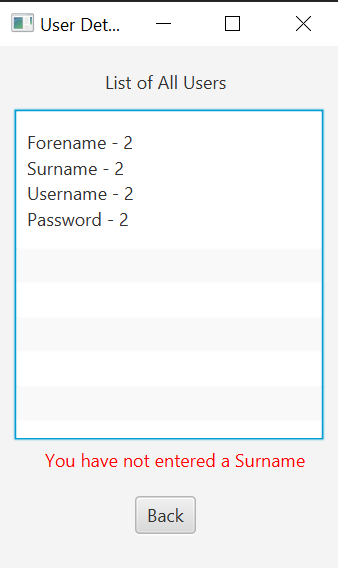 User Det...
List of All Users
Forename - 2
Surname - 2
Username - 2
Password - 2
You have not entered a Surname
Back